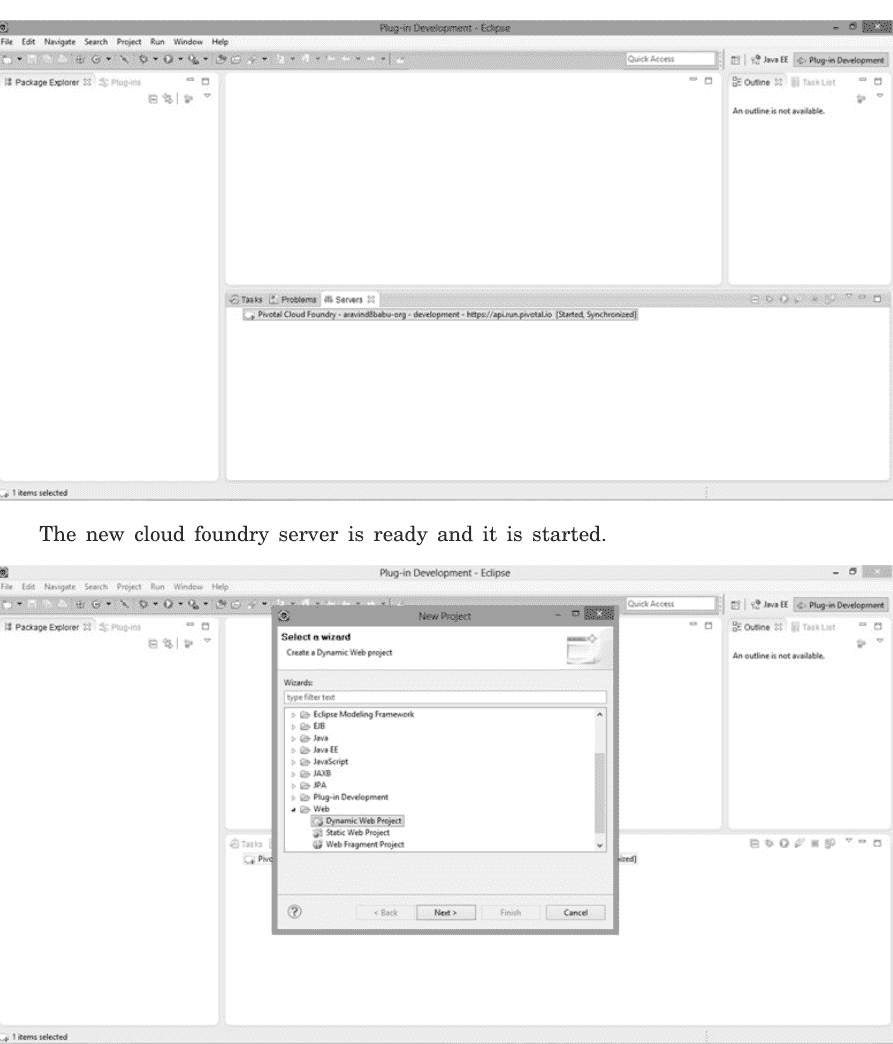 Plug-in Development - Eclipse
File Edit Navigate Search Project Run Window Help
Quick Access
Java EE Plug-in Development
Package Explorer Plug-ins
Outline Task List
An outline is not available.
Tasks Problems Servers
Pivotal Cloud Foundry - aravind8babu-org - development - https://api.run.pivotal.io [Started, Synchronized]
1 items selected
The new cloud foundry server is ready and it is started.
Plug-in Development - Eclipse
File Edit Navigate Search Project Run Window Help
Quick Access
Java EE Plug-in Development
Package Explorer Plug-ins
New Project
Outline Task List
Select a wizard
Create a Dynamic Web project
An outline is not available.
Wizards:
type filter text
Eclipse Modeling Framework
EJB
Java
Java EE
JavaScript
JAXB
JPA
Plug-in Development
Web
Dynamic Web Project
Static Web Project
Web Fragment Project
Tasks
Pivo
nized]
? < Back Next > Finish Cancel
1 items selected